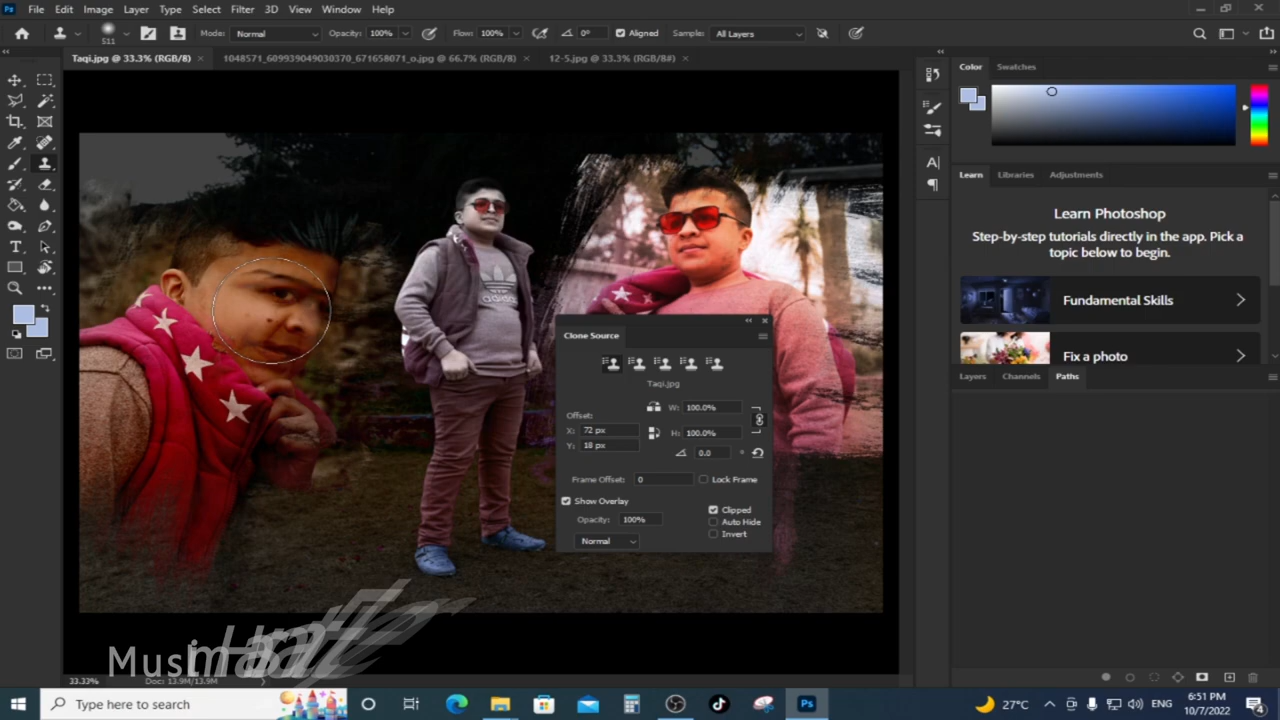 Ps File Edit Image Layer Type Select Filter 3D View Window Help
511 Mode: Normal Opacity: 100% Flow: 100% 0° Aligned Sample: All Layers
Taqi.jpg @ 33.3% (RGB/8) × 1048571_609939049030370_671658071_o.jpg @ 66.7% (RGB/8) × 12-5.jpg @ 33.3% (RGB/8#) ×
Color Swatches
Learn Libraries Adjustments
Learn Photoshop
Step-by-step tutorials directly in the app. Pick a
topic below to begin.
Fundamental Skills
Fix a photo
Layers Channels Paths
adidas
Clone Source
Taqi.jpg
W: 100.0%
Offset:
X: 72 px
H: 100.0%
Y: 18 px
0.0 °
Frame Offset: 0 Lock Frame
Show Overlay
Clipped
Opacity: 100%
Auto Hide
Invert
Normal
33.33% Doc: 13.9M/13.9M
Type here to search
Ps
27°C ENG 6:51 PM
10/7/2022
4